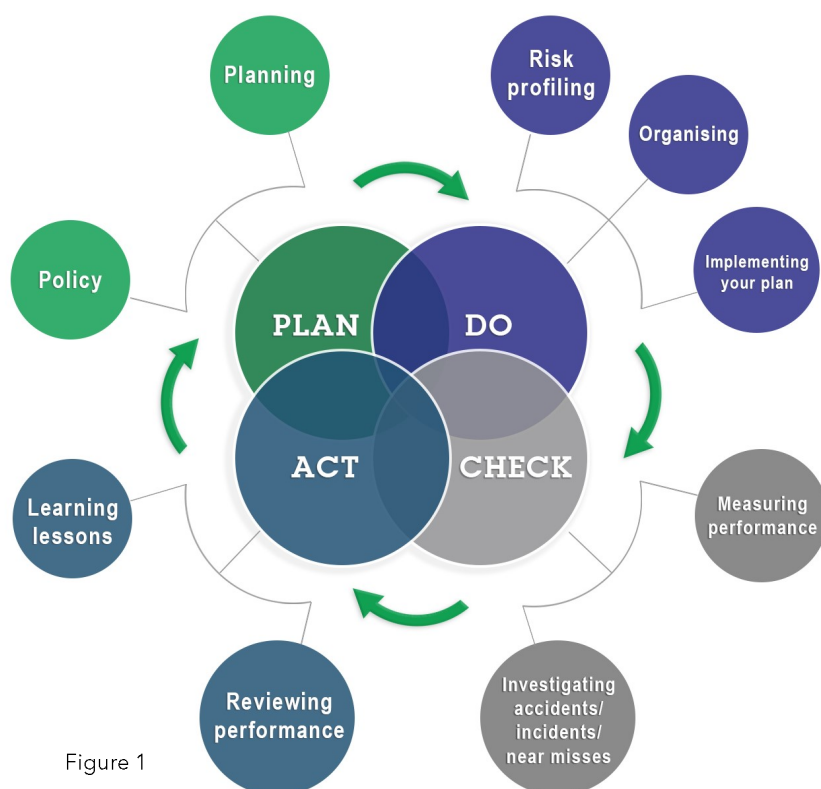 Planning
Risk
profiling
Organising
Policy
Implementing
your plan
PLAN
DO
ACT
CHECK
Learning
lessons
Measuring
performance
Reviewing
performance
Investigating
accidents/
incidents/
near misses
Figure 1